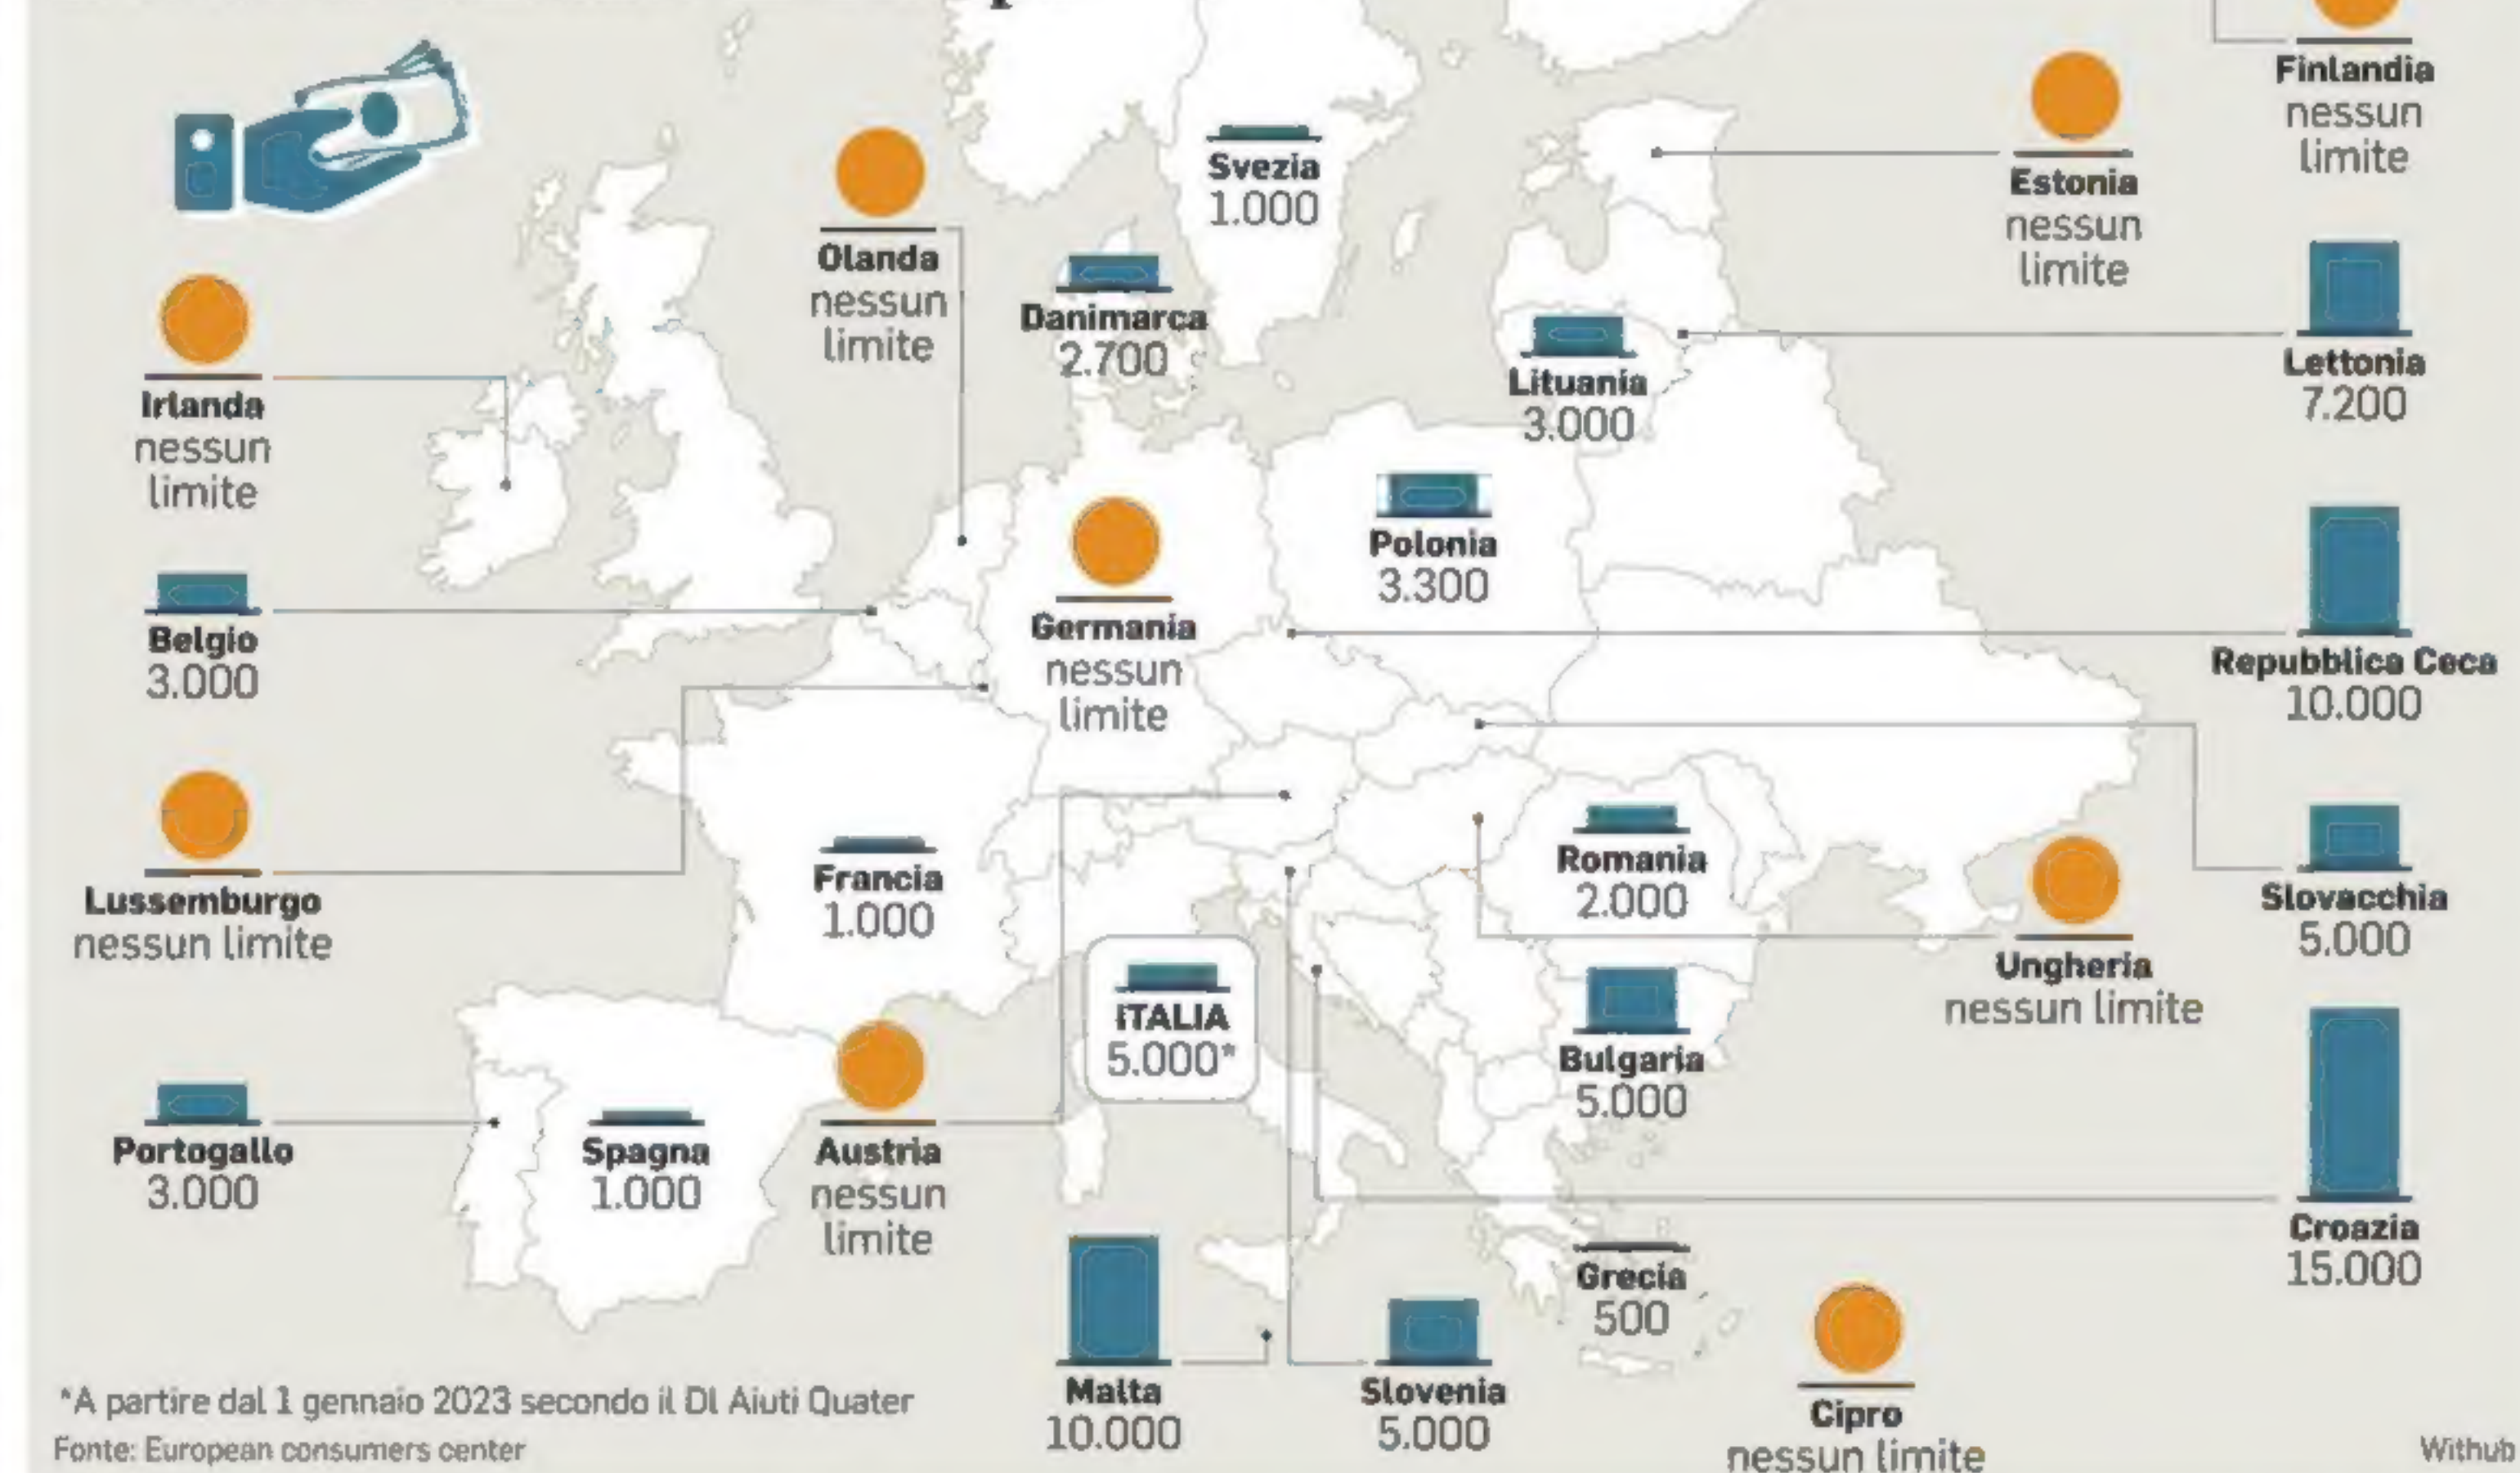 Finlandia
nessun
limite
Svezia
1.000
Estonia
nessun
limite
Olanda
nessun
limite
Danimarca
2.700
Lituania
3.000
Lettonia
7.200
Irlanda
nessun
limite
Polonia
3.300
Belgio
3.000
Germania
nessun
limite
Repubblica Ceca
10.000
Lussemburgo
nessun limite
Francia
1.000
Romania
2.000
Slovacchia
5.000
Ungheria
nessun limite
ITALIA
5.000*
Bulgaria
5.000
Portogallo
3.000
Spagna
1.000
Austria
nessun
limite
Croazia
15.000
Grecia
500
Malta
10.000
Slovenia
5.000
Cipro
nessun limite
*A partire dal 1 gennaio 2023 secondo il Dl Aiuti Quater
Fonte: European consumers center
Withub